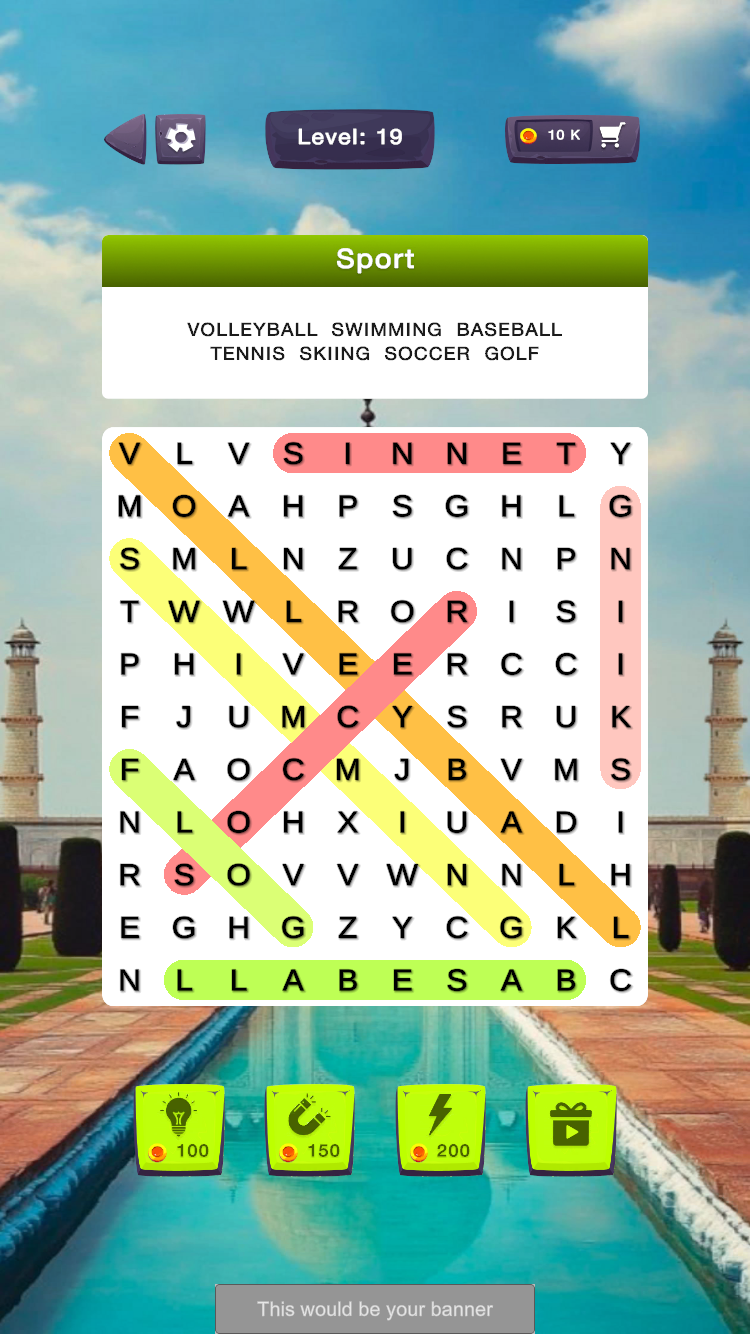 Level: 19
10 K
Sport
VOLLEYBALL SWIMMING BASEBALL
TENNIS SKIING SOCCER GOLF
V L V S I N N E T Y
M O A H P S G H L G
S M L N Z U C N P N
T W W L R O R I S I
P H I V E E R C C I
F J U M C Y S R U K
F A O C M J B V M S
N L O H X I U A D I
R S O V V W N N L H
E G H G Z Y C G K L
N L L A B E S A B C
100 150 200
This would be your banner